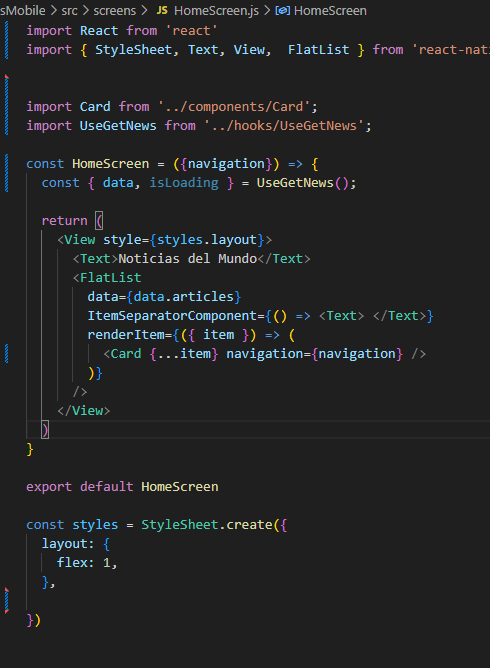 sMobile > src > screens > JS HomeScreen.js > HomeScreen
import React from 'react'
import { StyleSheet, Text, View,  FlatList } from 'react-nat
import Card from '../components/Card';
import UseGetNews from '../hooks/UseGetNews';
const HomeScreen = ({navigation}) => {
  const { data, isLoading } = UseGetNews();
  return (
    <View style={styles.layout}>
      <Text>Noticias del Mundo</Text>
      <FlatList
        data={data.articles}
        ItemSeparatorComponent={() => <Text> </Text>}
        renderItem={({ item }) => (
          <Card {...item} navigation={navigation} />
        )}
      />
    </View>
  )
}
export default HomeScreen
const styles = StyleSheet.create({
  layout: {
    flex: 1,
  },
})